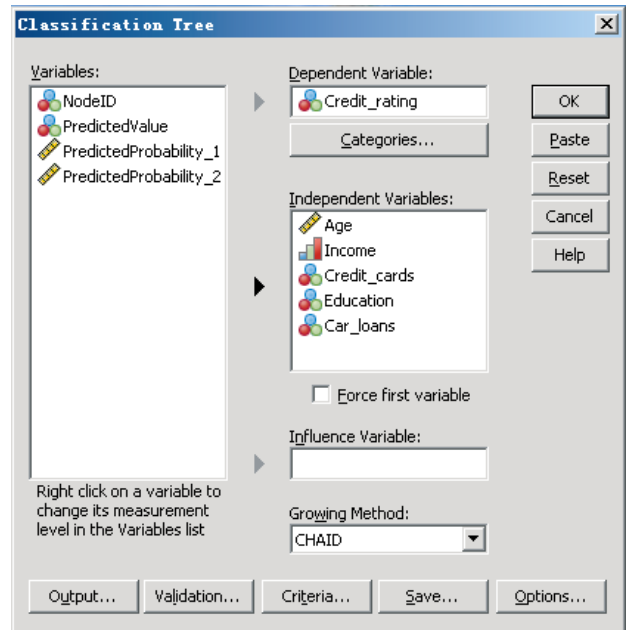 Classification Tree
Variables:
NodeID
PredictedValue
PredictedProbability_1
PredictedProbability_2
Right click on a variable to
change its measurement
level in the Variables list
Dependent Variable:
Credit_rating
Categories...
Independent Variables:
Age
Income
Credit_cards
Education
Car_loans
Force first variable
Influence Variable:
Growing Method:
CHAID
OK
Paste
Reset
Cancel
Help
Output...
Validation...
Criteria...
Save...
Options...